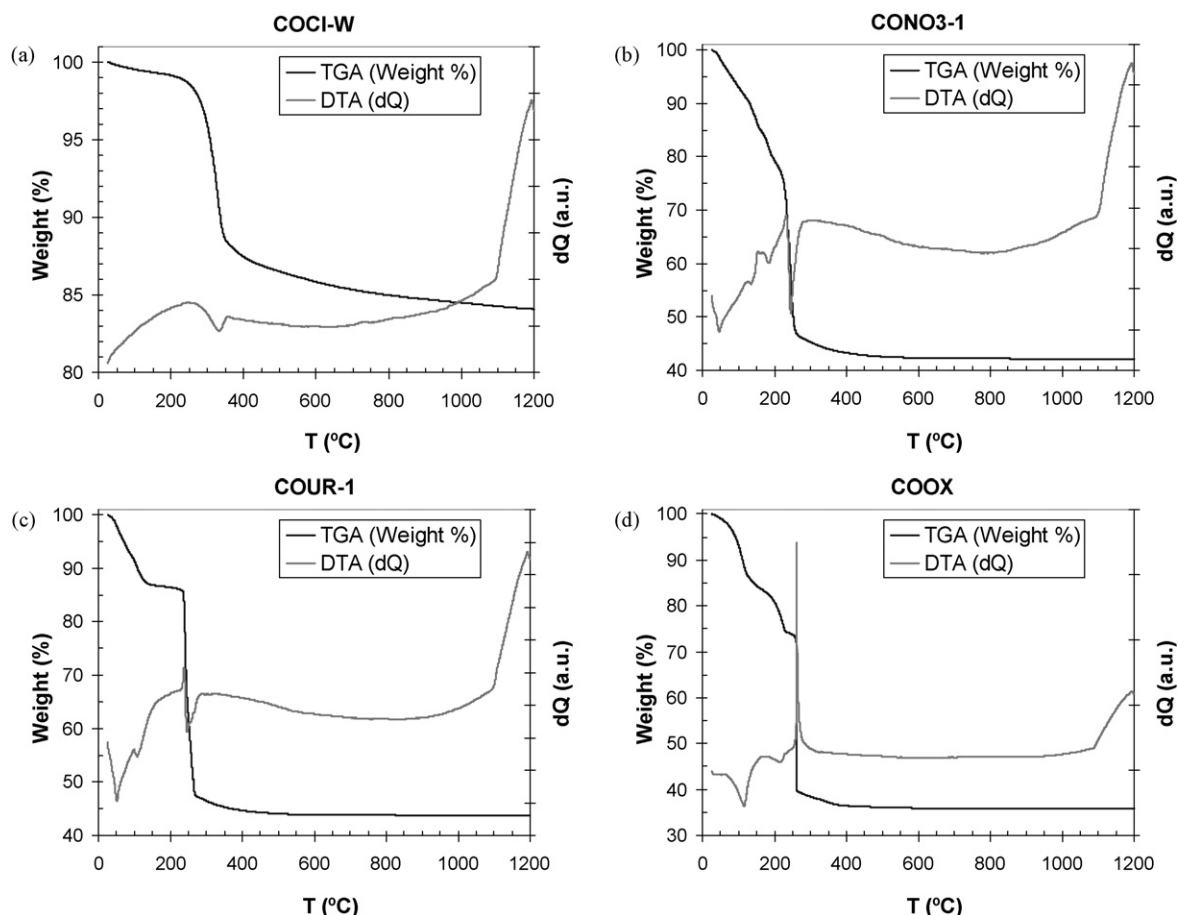 COCI-W
(a)
TGA (Weight %)
DTA (dQ)
100
95
90
85
80
Weight (%)
dQ (a.u.)
0 200 400 600 800 1000 1200
T (ºC)
CONO3-1
(b)
TGA (Weight %)
DTA (dQ)
100
90
80
70
60
50
40
Weight (%)
dQ (a.u.)
0 200 400 600 800 1000 1200
T (ºC)
COUR-1
(c)
TGA (Weight %)
DTA (dQ)
100
90
80
70
60
50
40
Weight (%)
dQ (a.u.)
0 200 400 600 800 1000 1200
T (ºC)
COOX
(d)
TGA (Weight %)
DTA (dQ)
100
90
80
70
60
50
40
30
Weight (%)
dQ (a.u.)
0 200 400 600 800 1000 1200
T (ºC)